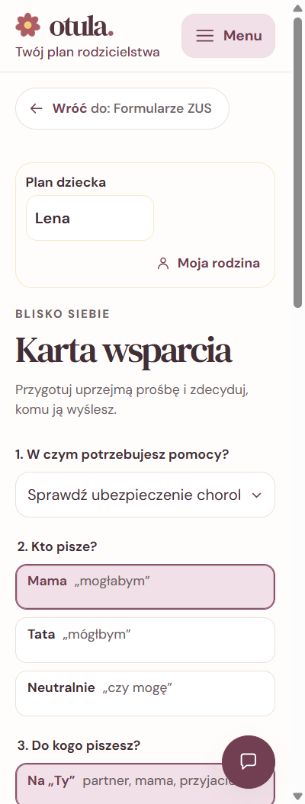 otula.
Twój plan rodzicielstwa
Menu
Wróć do: Formularze ZUS
Plan dziecka
Lena
Moja rodzina
BLISKO SIEBIE
Karta wsparcia
Przygotuj uprzejmą prośbę i zdecyduj,
komu ją wyślesz.
1. W czym potrzebujesz pomocy?
Sprawdź ubezpieczenie chorol
2. Kto pisze?
Mama „mogłabym”
Tata „mógłbym”
Neutralnie „czy mogę”
3. Do kogo piszesz?
Na „Ty” partner, mama,